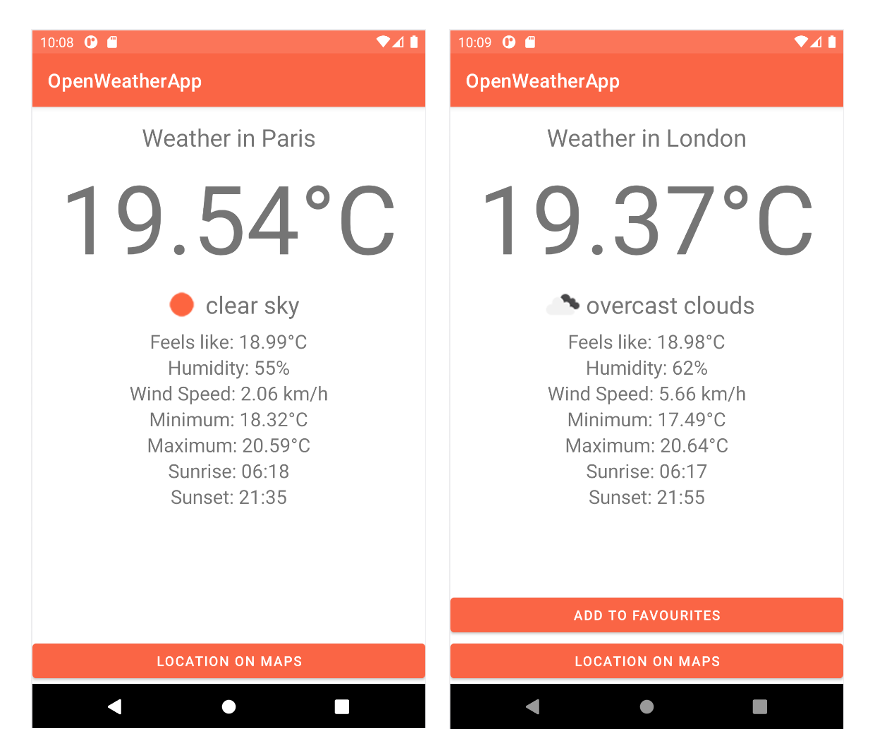 10:08
OpenWeatherApp
Weather in Paris
19.54°C
clear sky
Feels like: 18.99°C
Humidity: 55%
Wind Speed: 2.06 km/h
Minimum: 18.32°C
Maximum: 20.59°C
Sunrise: 06:18
Sunset: 21:35
LOCATION ON MAPS
10:09
OpenWeatherApp
Weather in London
19.37°C
overcast clouds
Feels like: 18.98°C
Humidity: 62%
Wind Speed: 5.66 km/h
Minimum: 17.49°C
Maximum: 20.64°C
Sunrise: 06:17
Sunset: 21:55
ADD TO FAVOURITES
LOCATION ON MAPS